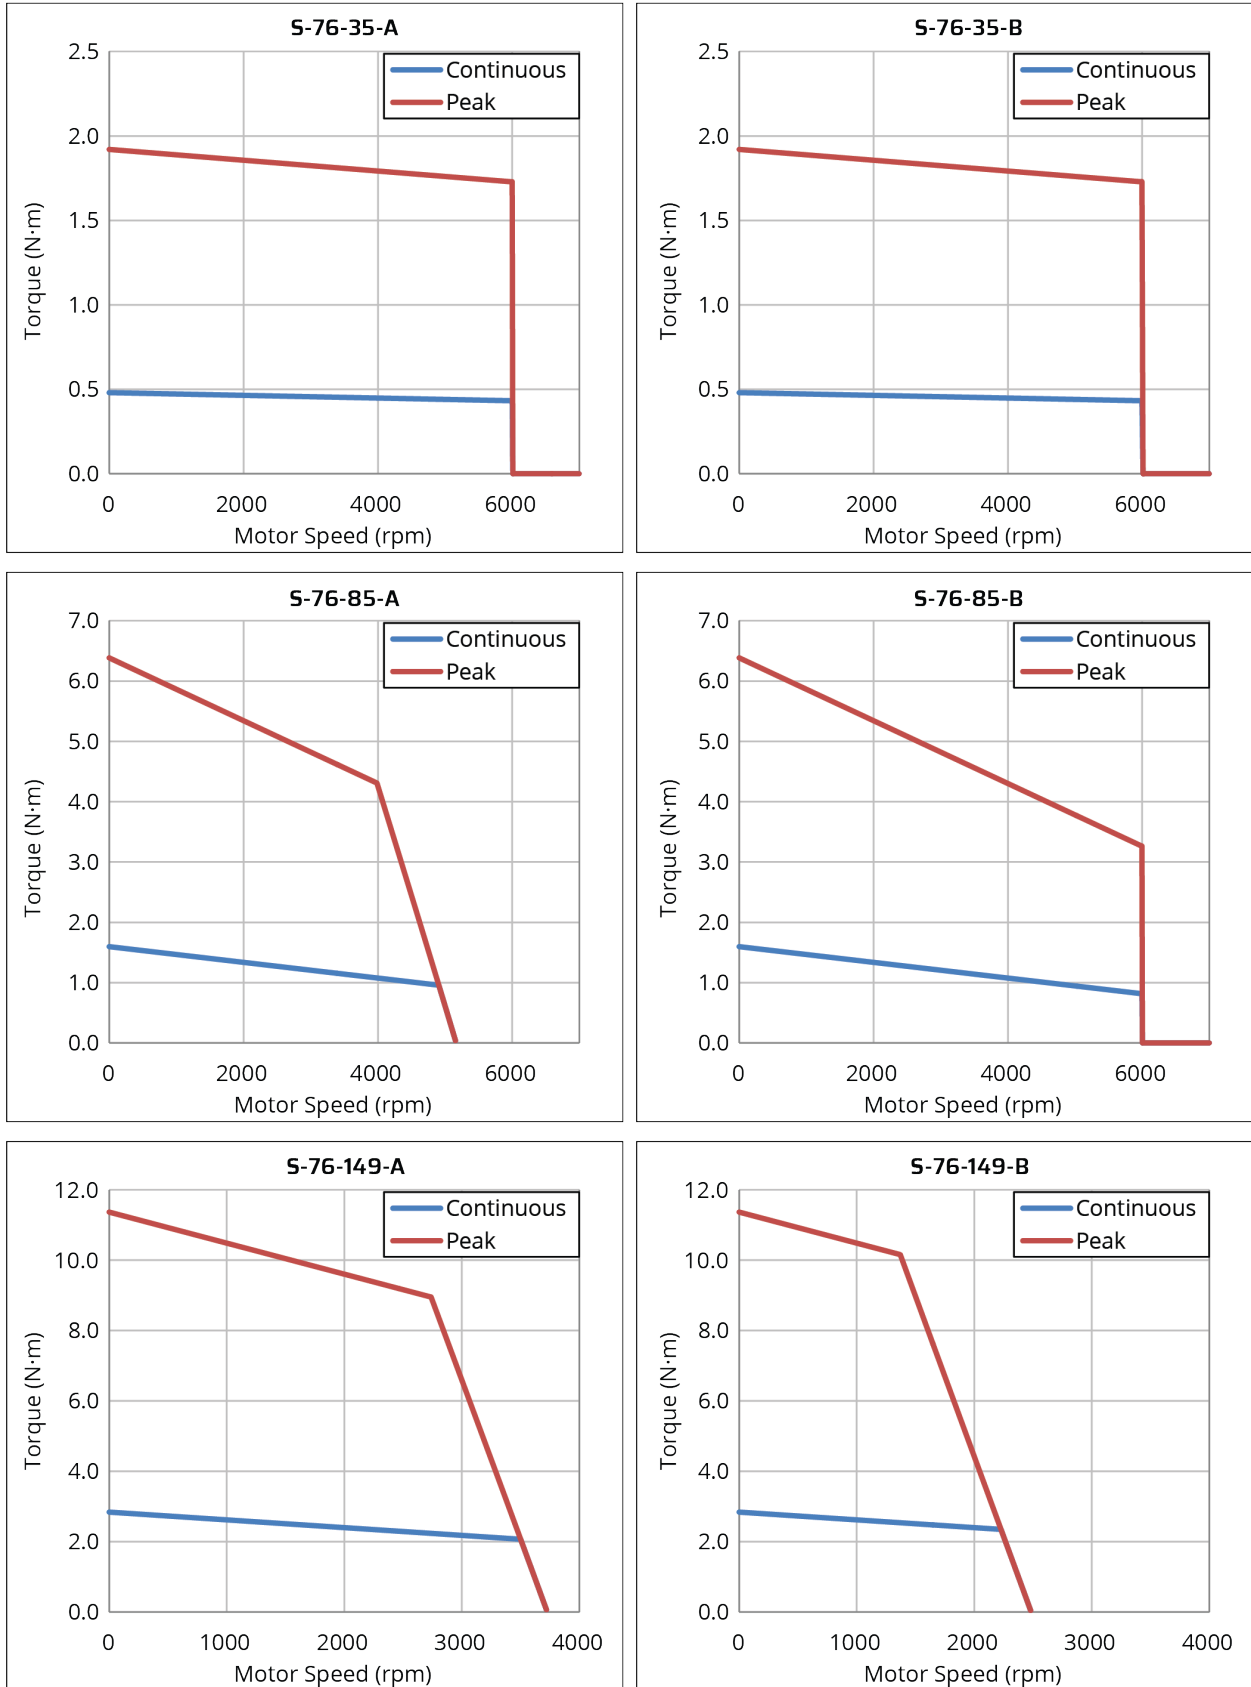 S-76-35-A
2.5
Continuous
Peak
2.0
1.5
1.0
0.5
0.0
Torque (N·m)
0 2000 4000 6000
Motor Speed (rpm)
S-76-35-B
2.5
Continuous
Peak
2.0
1.5
1.0
0.5
0.0
Torque (N·m)
0 2000 4000 6000
Motor Speed (rpm)
S-76-85-A
7.0
Continuous
Peak
6.0
5.0
4.0
3.0
2.0
1.0
0.0
Torque (N·m)
0 2000 4000 6000
Motor Speed (rpm)
S-76-85-B
7.0
Continuous
Peak
6.0
5.0
4.0
3.0
2.0
1.0
0.0
Torque (N·m)
0 2000 4000 6000
Motor Speed (rpm)
S-76-149-A
12.0
Continuous
Peak
10.0
8.0
6.0
4.0
2.0
0.0
Torque (N·m)
0 1000 2000 3000 4000
Motor Speed (rpm)
S-76-149-B
12.0
Continuous
Peak
10.0
8.0
6.0
4.0
2.0
0.0
Torque (N·m)
0 1000 2000 3000 4000
Motor Speed (rpm)